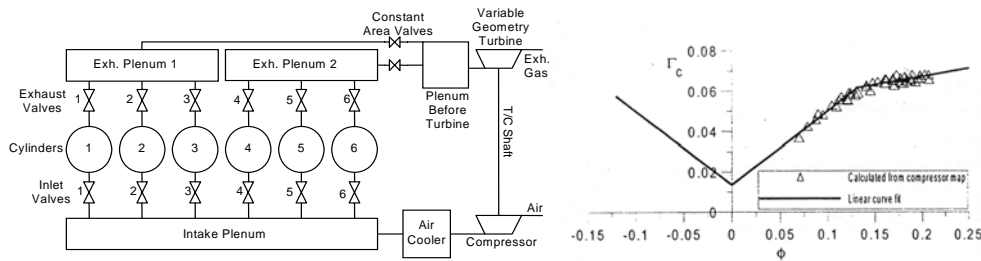 Constant
Area Valves
Variable
Geometry
Turbine
Exh. Plenum 1
Exh. Plenum 2
Exh.
Gas
Exhaust
Valves
1
2
3
4
5
6
Plenum
Before
Turbine
T/C Shaft
Cylinders
1
2
3
4
5
6
Inlet
Valves
1
2
3
4
5
6
Intake Plenum
Air
Cooler
Air
Compressor
0.08
Γc
0.06
0.04
0.02
0
Calculated from compressor map
Linear curve fit
-0.15
-0.05
0
0.05
0.1
0.15
0.2
0.25
ϕ